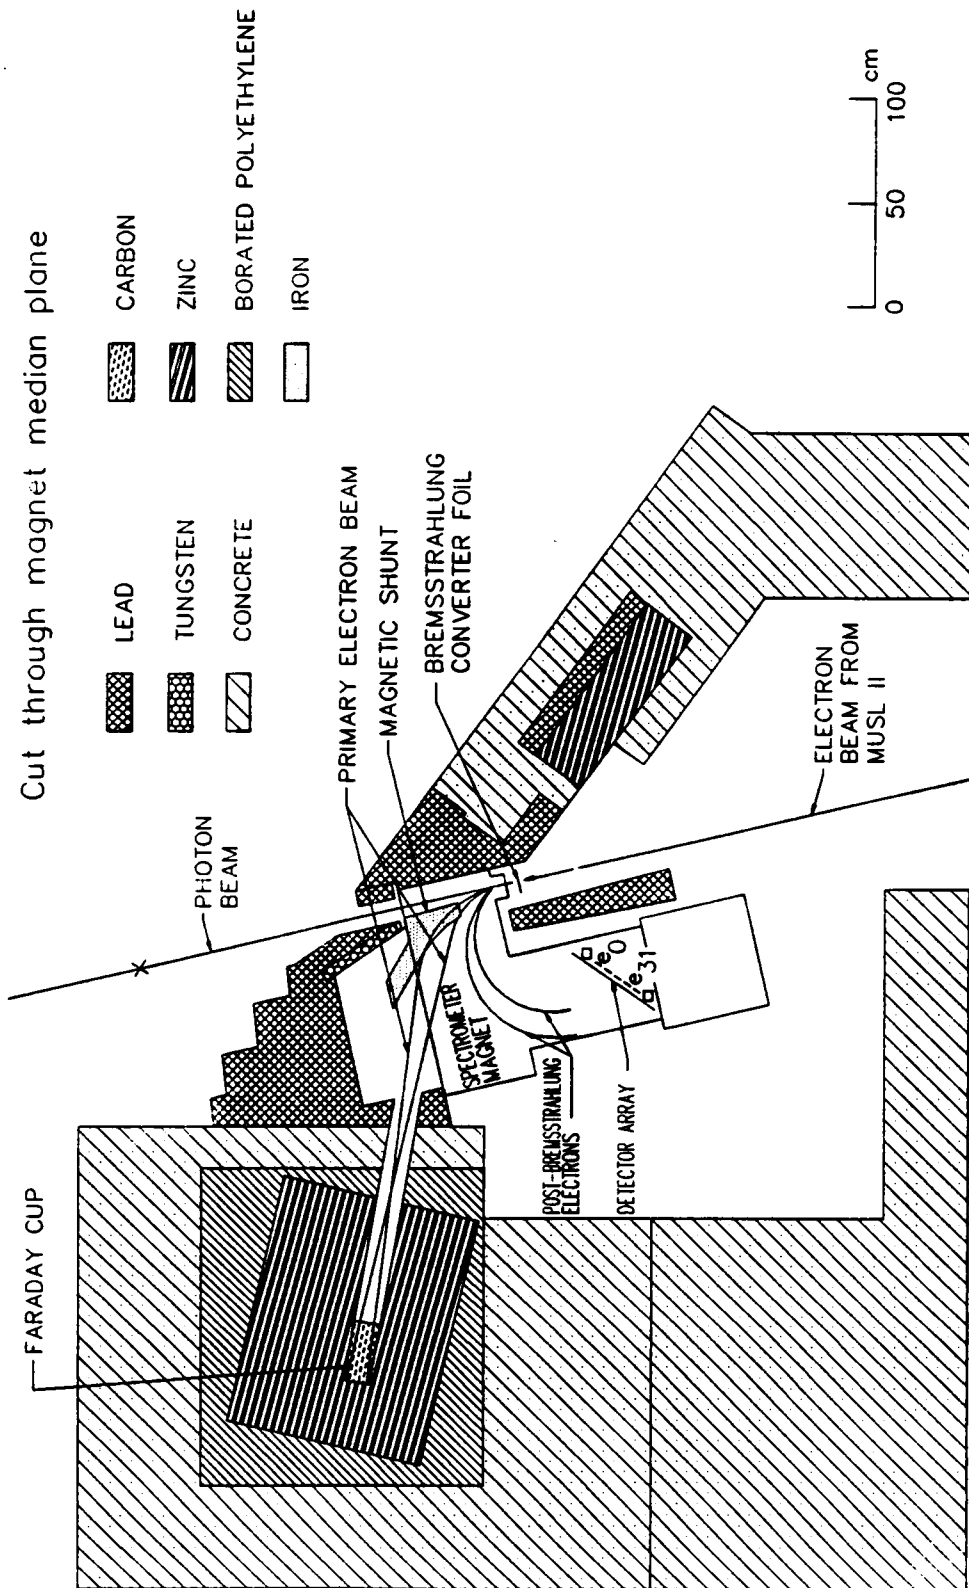 Cut through magnet median plane
LEAD
TUNGSTEN
CONCRETE
CARBON
ZINC
BORATED POLYETHYLENE
IRON
FARADAY CUP
PHOTON
BEAM
PRIMARY ELECTRON BEAM
MAGNETIC SHUNT
BREMSSTRAHLUNG
CONVERTER FOIL
SPECTROMETER
MAGNET
POST-BREMSSTRAHLUNG
ELECTRONS
DETECTOR ARRAY
e0
e31
ELECTRON
BEAM FROM
MUSL II
0 50 100
cm